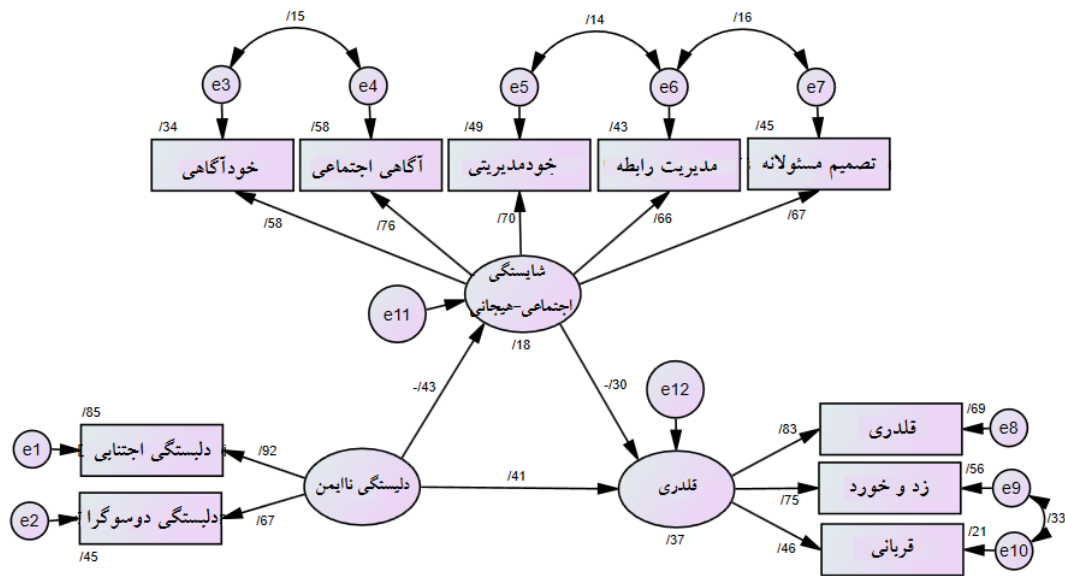 /15
/14
/16
e3
e4
e5
e6
e7
/34
/58
/49
/43
/45
خودآگاهی
آگاهی اجتماعی
خودمدیریتی
مدیریت رابطه
تصمیم مسئولانه
/58
/76
/70
/66
/67
شایستگی
اجتماعی-هیجانی
e11
/18
-/43
-/30
e12
/85
e1
دلبستگی اجتنایی
/92
e2
دلبستگی دوسوگرا
/67
/45
دلبستگی ناایمن
/41
قلدری
/37
/83
/75
/46
/69
قلدری
e8
/56
زد و خورد
e9
/33
/21
قربانی
e10